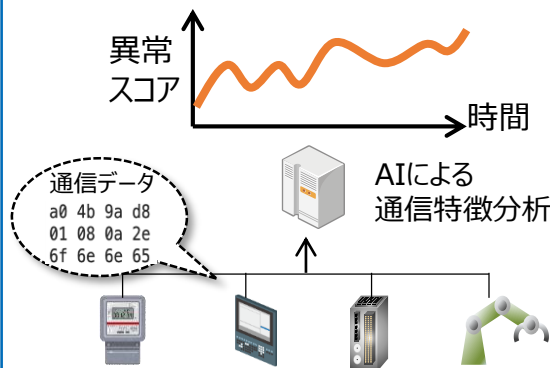 異常
スコア
時間
AIによる
通信特徴分析
通信データ
a0 4b 9a d8
01 08 0a 2e
6f 6e 6e 65